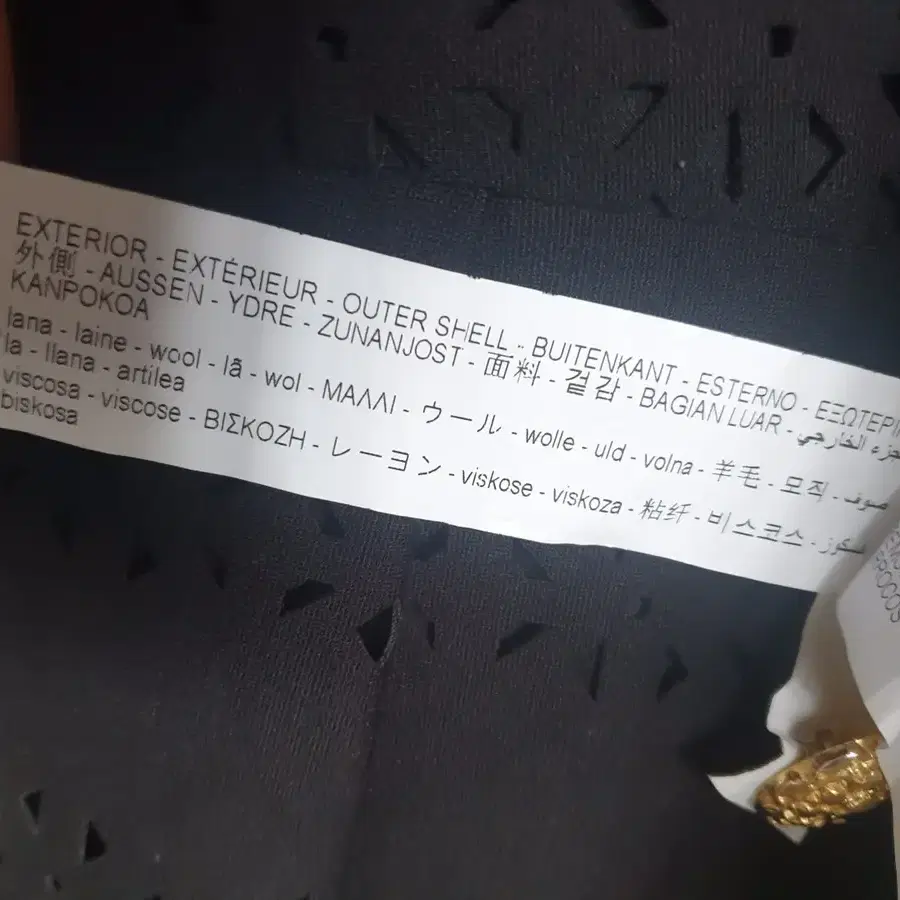 EXTERIOR - EXTÉRIEUR - OUTER SHELL - BUITENKANT - ESTERNO - ΕΞΩΤΕΡΙ
外側 - AUSSEN - YDRE - ZUNANJOST - 面料 - 겉감 - BAGIAN LUAR - الجزء الخارجي
KANPOKOA
lana - laine - wool - lã - wol - ΜΑΛΛΙ - ウール - wolle - uld - volna - 羊毛 - 모직 - صوف -
la - llana - artilea
viscosa - viscose - ΒΙΣΚΟΖΗ - レーヨン - viskose - viskoza - 粘纤 - 비스코스 -
biskosa